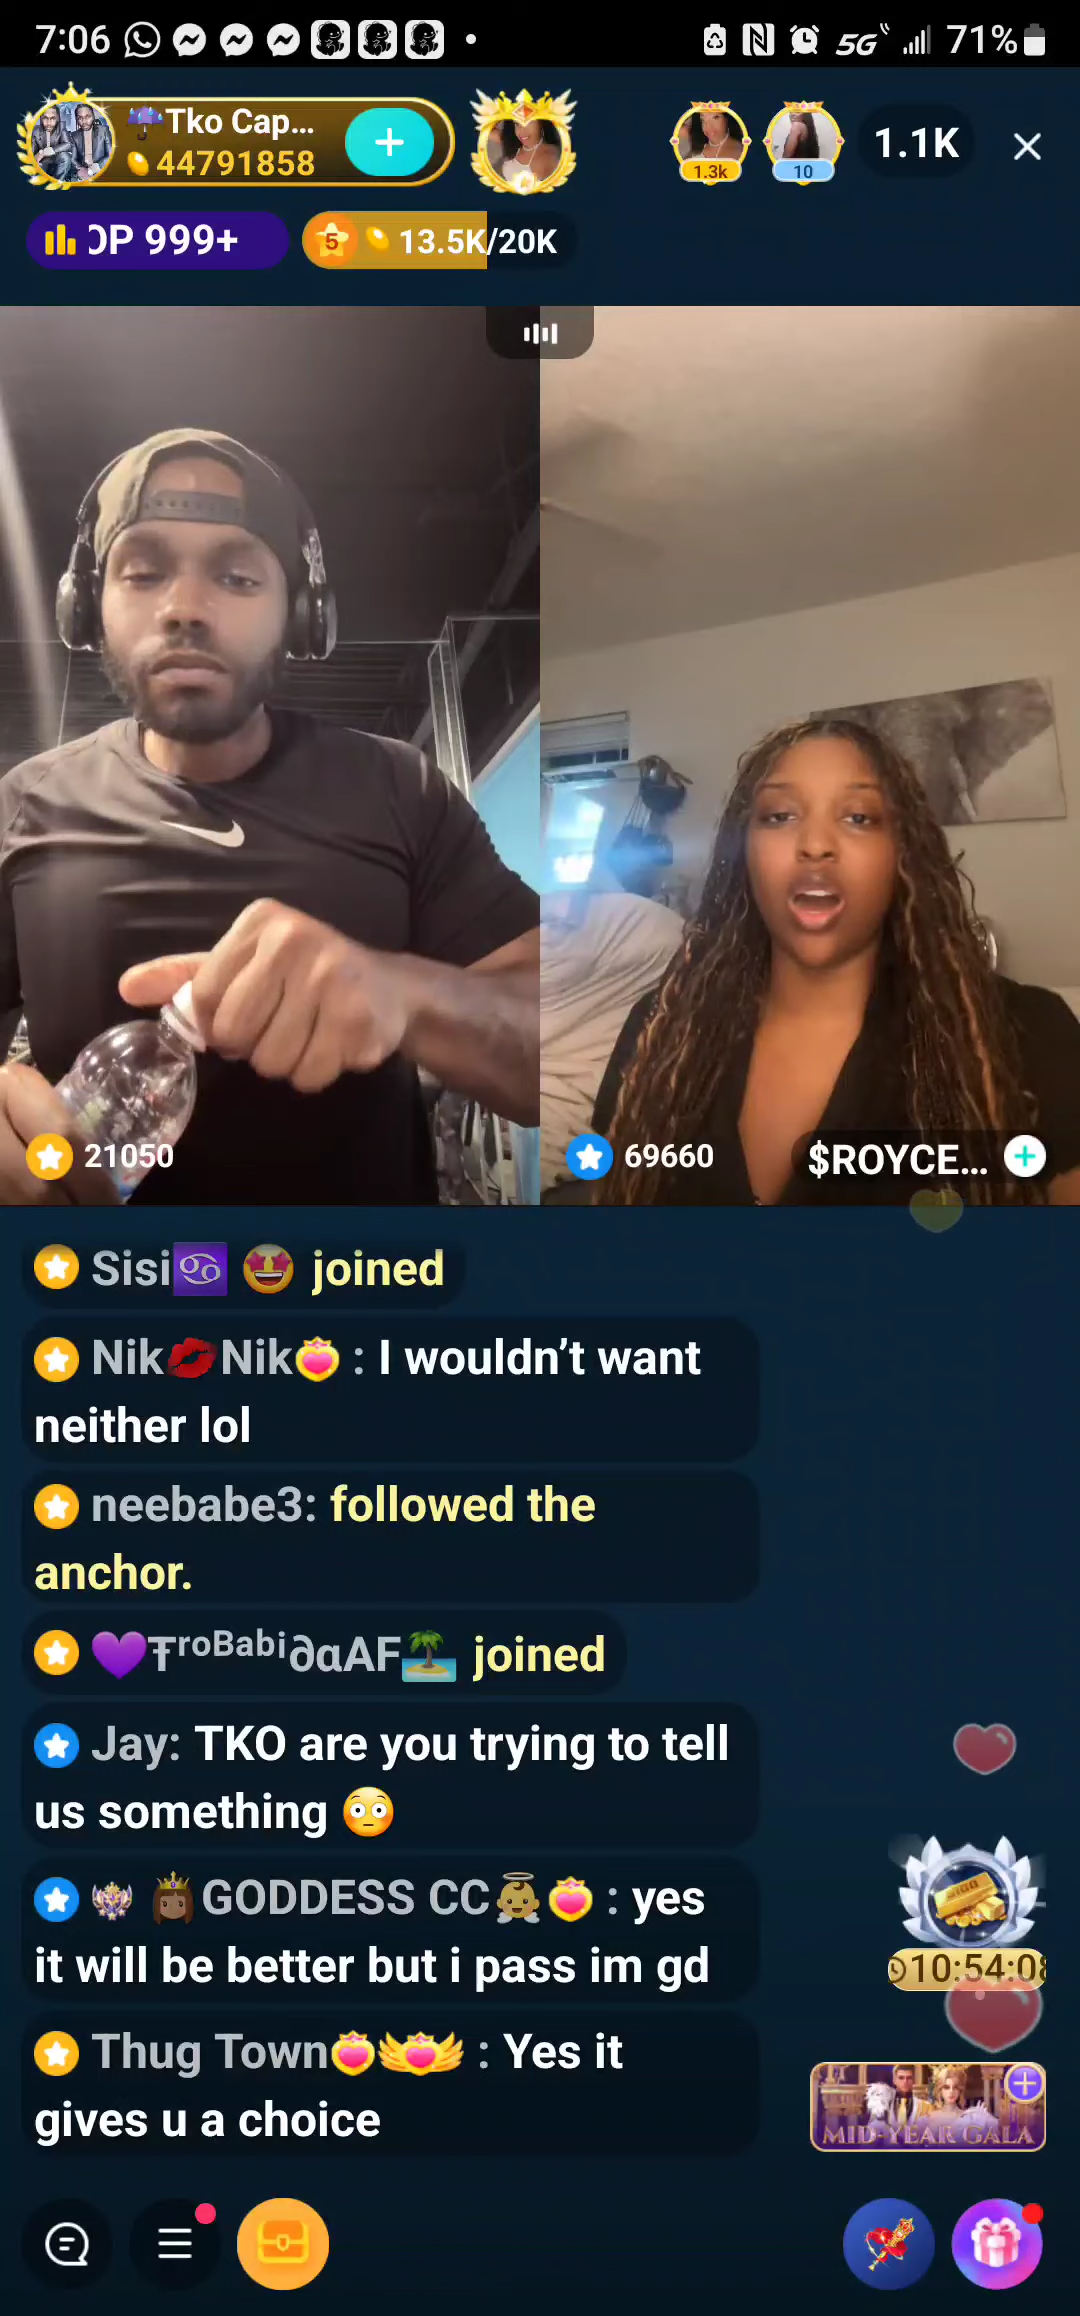 7:06
5G
71%
☔Tko Cap...
44791858
1.3k
10
1.1K
OP 999+
5
13.5K/20K
21050
69660
$ROYCE...
Sisi♋🤩 joined
Nik💋Nik : I wouldn't want
neither lol
neebabe3: followed the
anchor.
💜Ŧʳᵒᴮᵃᵇⁱ∂αAF🏝️ joined
Jay: TKO are you trying to tell
us something 😳
👸🏽GODDESS CC👼🏽 : yes
it will be better but i pass im gd
Thug Town : Yes it
gives u a choice
10:54:08
MID-YEAR GALA